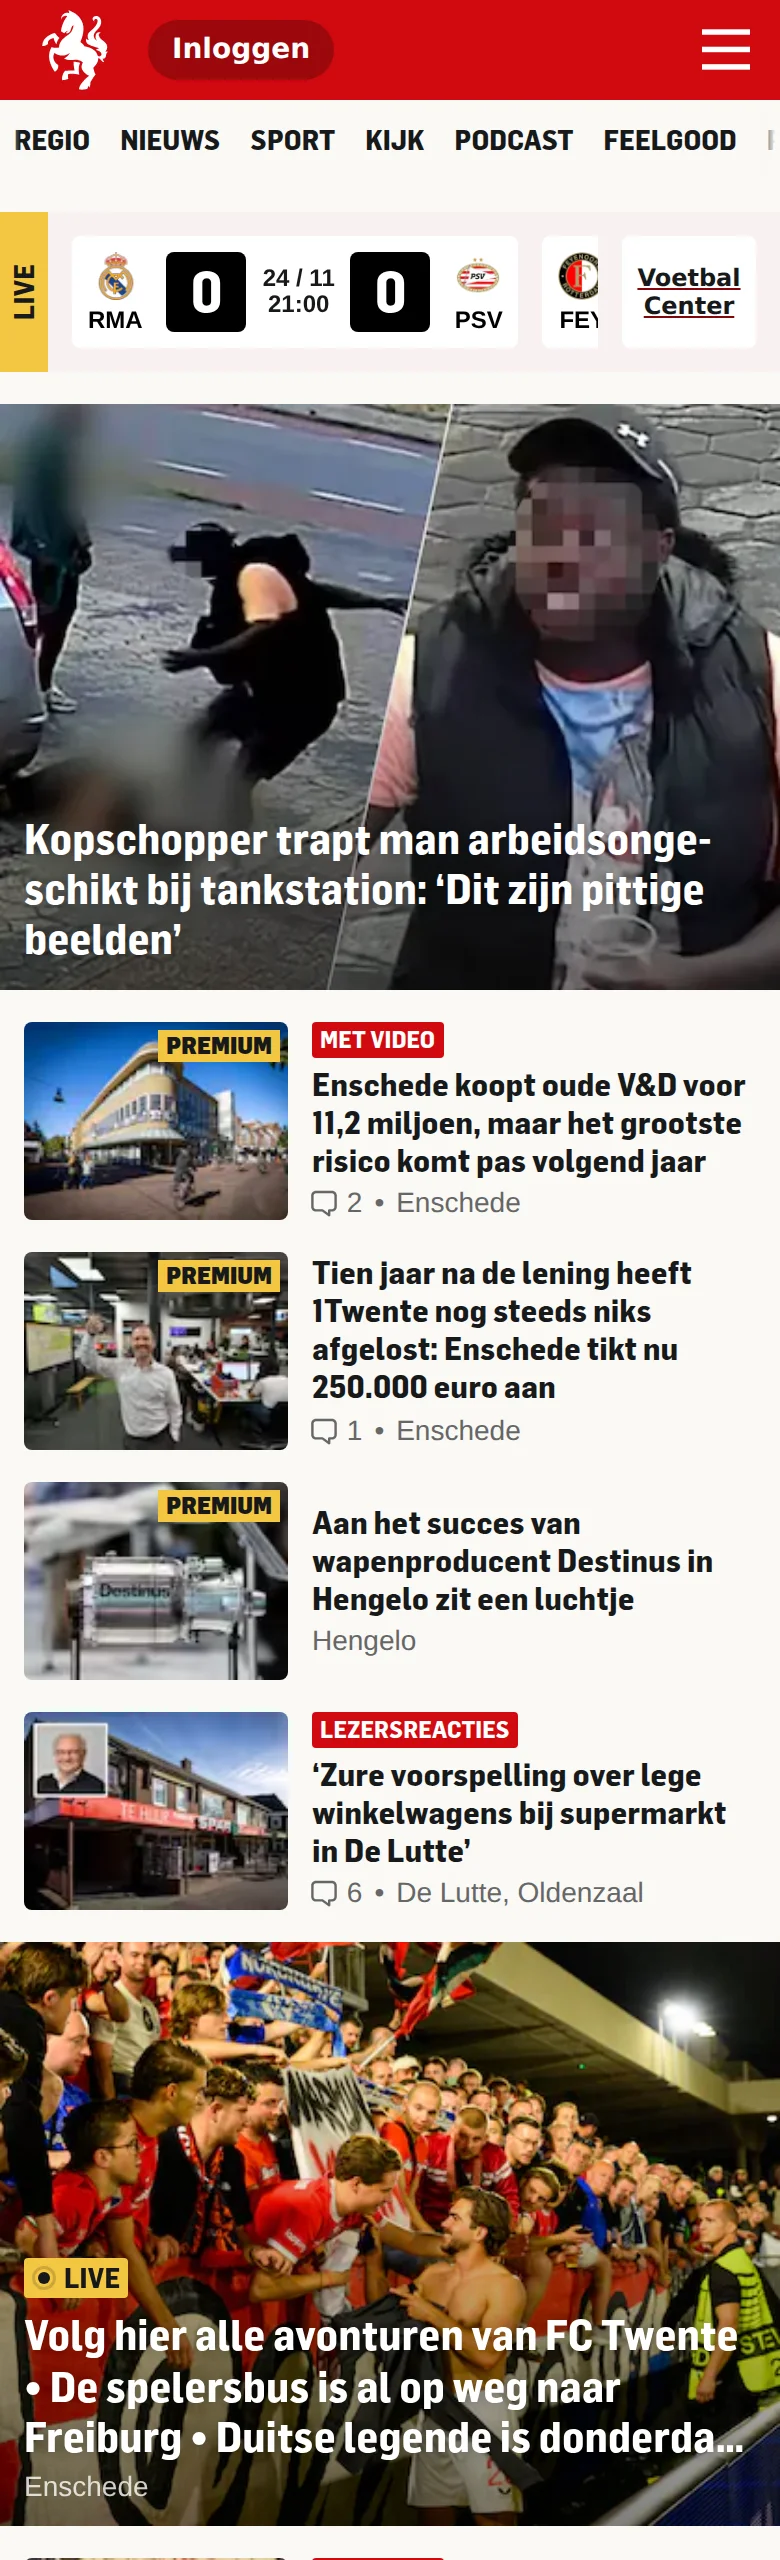 Inloggen
REGIO NIEUWS SPORT KIJK PODCAST FEELGOOD
LIVE
RMA 0 24 / 11 21:00 0 PSV
FEY
Voetbal
Center
Kopschopper trapt man arbeidsonge-
schikt bij tankstation: ‘Dit zijn pittige
beelden’
PREMIUM
MET VIDEO
Enschede koopt oude V&D voor
11,2 miljoen, maar het grootste
risico komt pas volgend jaar
2 • Enschede
PREMIUM
Tien jaar na de lening heeft
1Twente nog steeds niks
afgelost: Enschede tikt nu
250.000 euro aan
1 • Enschede
PREMIUM
Destinus
Aan het succes van
wapenproducent Destinus in
Hengelo zit een luchtje
Hengelo
TE HUUR
SPAR
LEZERSREACTIES
‘Zure voorspelling over lege
winkelwagens bij supermarkt
in De Lutte’
6 • De Lutte, Oldenzaal
LIVE
Volg hier alle avonturen van FC Twente
• De spelersbus is al op weg naar
Freiburg • Duitse legende is donderda...
Enschede